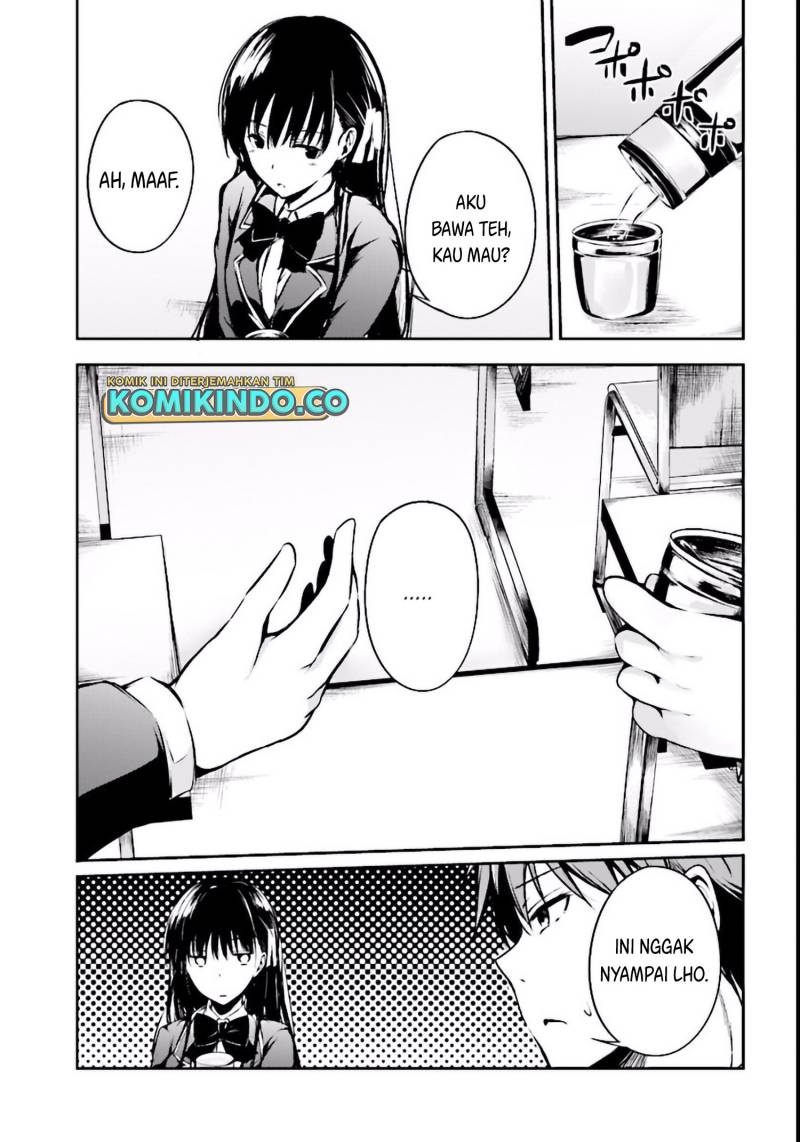 コポポポポ
AKU
BAWA TEH,
KAU MAU?
AH, MAAF.
KOMIK INI DITERJEMAHKAN TIM
KOMIKINDO.CO
.....
INI NGGAK
NYAMPAI LHO.